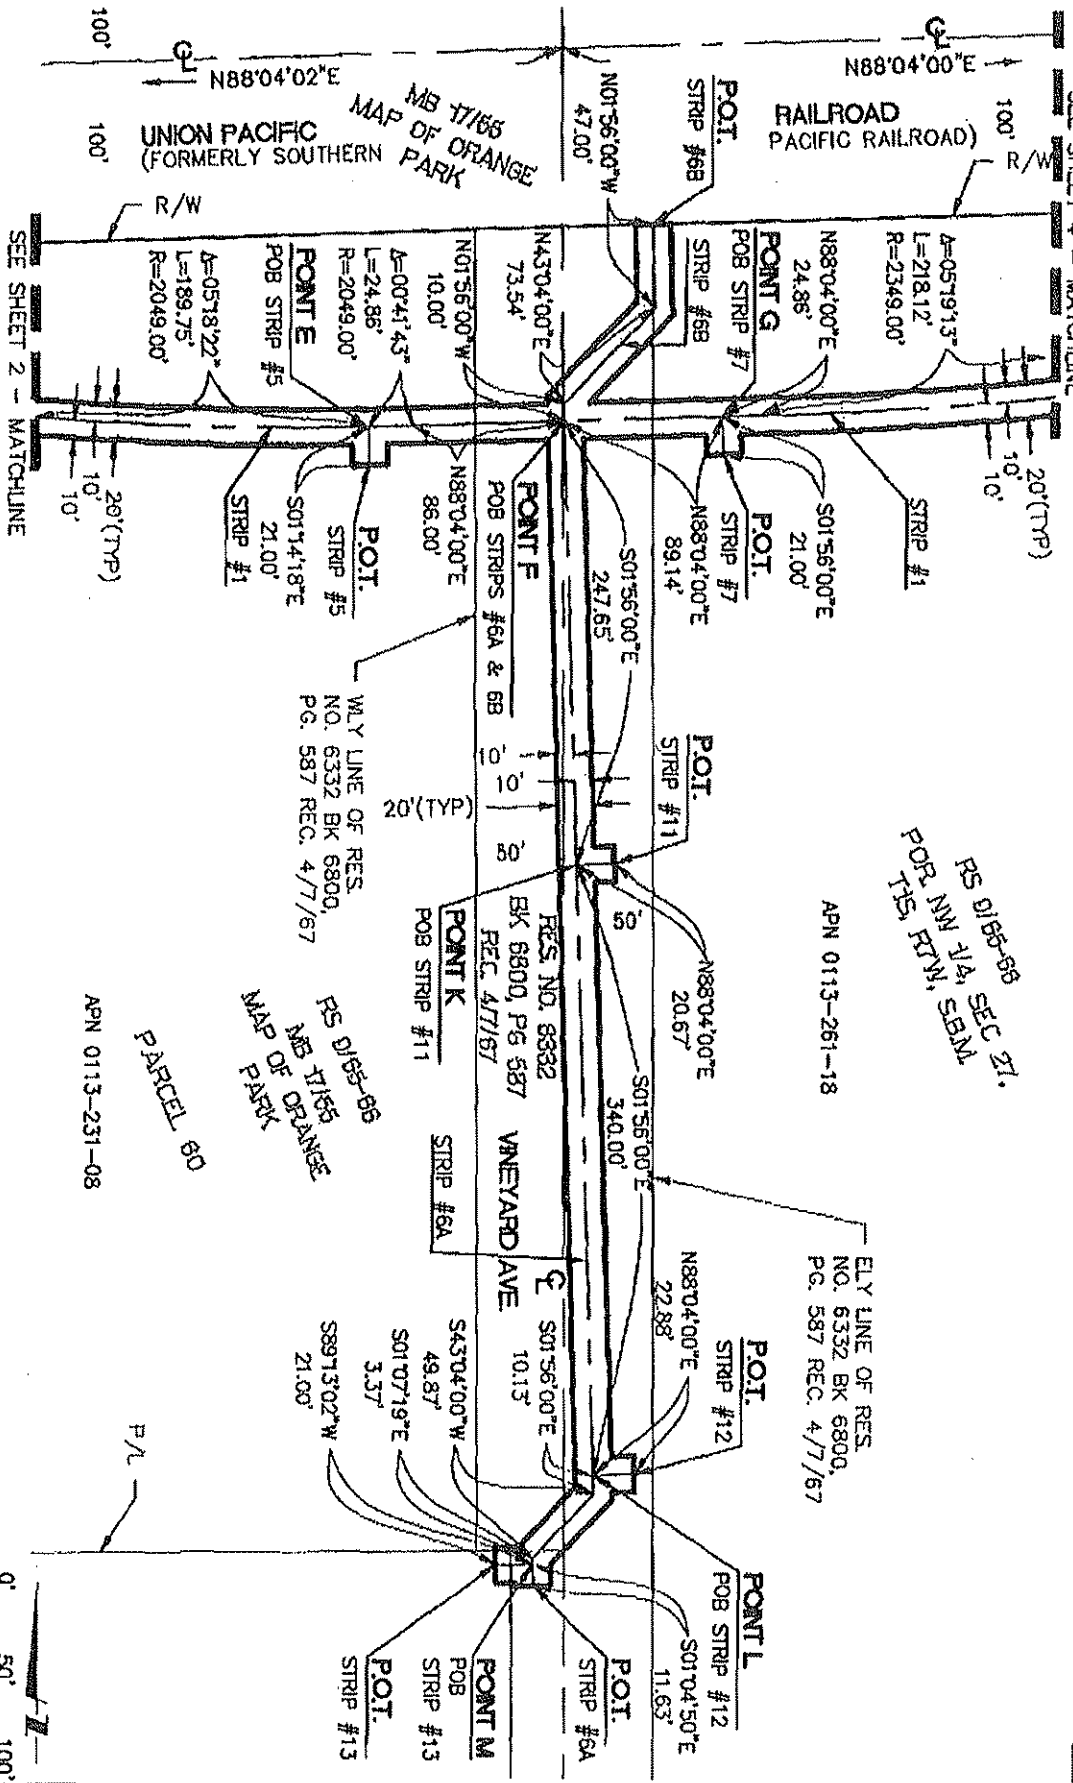 SEE SHEET 4 - MATCHLINE
100'
℄
N88°04'02"E
100'
UNION PACIFIC
(FORMERLY SOUTHERN
MB 17/66
MAP OF ORANGE
PARK
N88°04'00"E
℄
100'
RAILROAD
PACIFIC RAILROAD)
R/W
R/W
P.O.T.
STRIP #6B
N01°56'00"W
47.00'
STRIP #6B
POINT G
POB STRIP #7
N88°04'00"E
24.86'
Δ=05°19'13"
L=218.12'
R=2349.00'
N43°04'00"E
73.54'
N01°56'00"W
10.00'
Δ=00°41'43"
L=24.86'
R=2049.00'
POINT E
POB STRIP #5
Δ=05°18'22"
L=189.75'
R=2049.00'
SEE SHEET 2 - MATCHLINE
20'(TYP)
10'
10'
STRIP #1
S01°56'00"E
21.00'
P.O.T.
STRIP #7
N88°04'00"E
89.14'
S01°56'00"E
247.65'
POINT F
POB STRIPS #6A & 6B
N88°04'00"E
86.00'
P.O.T.
STRIP #5
S01°14'18"E
21.00'
STRIP #1
20'(TYP)
10'
10'
WLY LINE OF RES.
NO. 6332 BK 6800,
PG. 587 REC. 4/7/67
10'
10'
20'(TYP)
50'
50'
P.O.T.
STRIP #11
N88°04'00"E
20.67'
POINT K
POB STRIP #11
RS 0/65-66
POR. NW 1/4, SEC 27,
T1S, R7W, S.B.M.
APN 0113-261-18
RES. NO. 8332
BK 6800, PG 587
REC. 4/7/67
VINEYARD AVE
℄
STRIP #6A
S01°56'00"E
340.00'
RS 0/65-66
MB 17/66
MAP OF ORANGE
PARK
PARCEL 60
APN 0113-231-08
ELY LINE OF RES.
NO. 6332 BK 6800,
PG. 587 REC. 4/7/67
N88°04'00"E
22.88'
P.O.T.
STRIP #12
S01°56'00"E
10.13'
S43°04'00"W
49.87'
S01°07'19"E
3.37'
S89°13'02"W
21.00'
P/L
POINT L
POB STRIP #12
S01°04'50"E
11.63'
P.O.T.
STRIP #6A
POINT M
POB
STRIP #13
P.O.T.
STRIP #13
0'
50'
100'